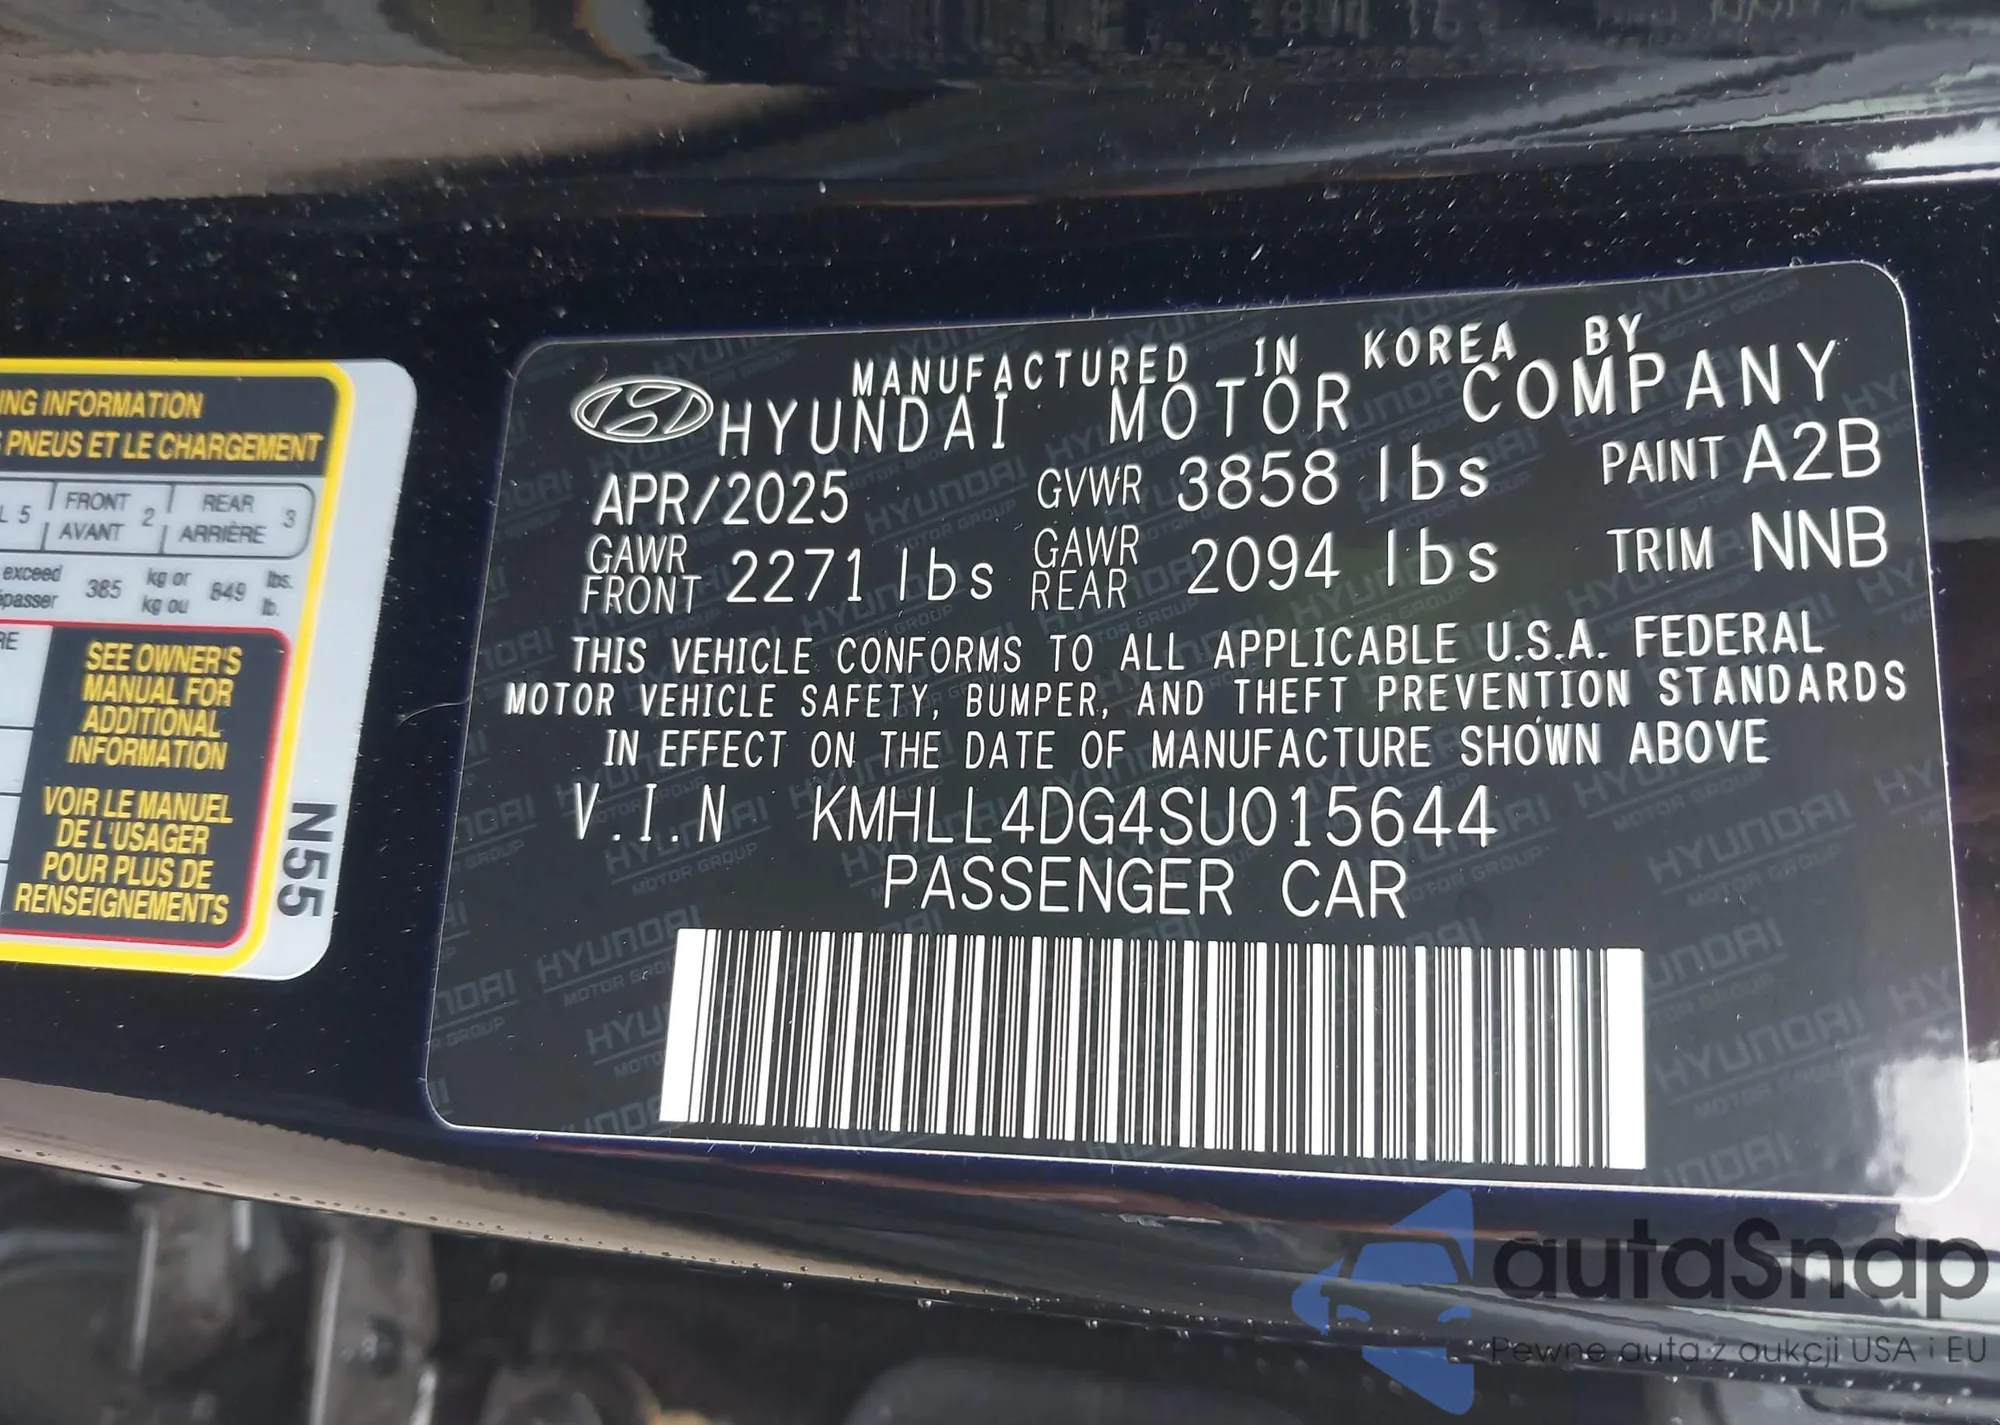 ING INFORMATION
PNEUS ET LE CHARGEMENT
L 5 FRONT AVANT 2 REAR ARRIÈRE 3
exceed 385 kg or 849 lbs.
passer kg ou lb.
RE
SEE OWNER'S
MANUAL FOR
ADDITIONAL
INFORMATION
VOIR LE MANUEL
DE L'USAGER
POUR PLUS DE
RENSEIGNEMENTS
N55
MANUFACTURED IN KOREA BY
HYUNDAI MOTOR COMPANY
APR/2025 GVWR 3858 lbs PAINT A2B
GAWR FRONT 2271 lbs GAWR REAR 2094 lbs TRIM NNB
THIS VEHICLE CONFORMS TO ALL APPLICABLE U.S.A. FEDERAL
MOTOR VEHICLE SAFETY, BUMPER, AND THEFT PREVENTION STANDARDS
IN EFFECT ON THE DATE OF MANUFACTURE SHOWN ABOVE
V.I.N KMHLL4DG4SU015644
PASSENGER CAR
autaSnap
Pewne auta z aukcji USA i EU